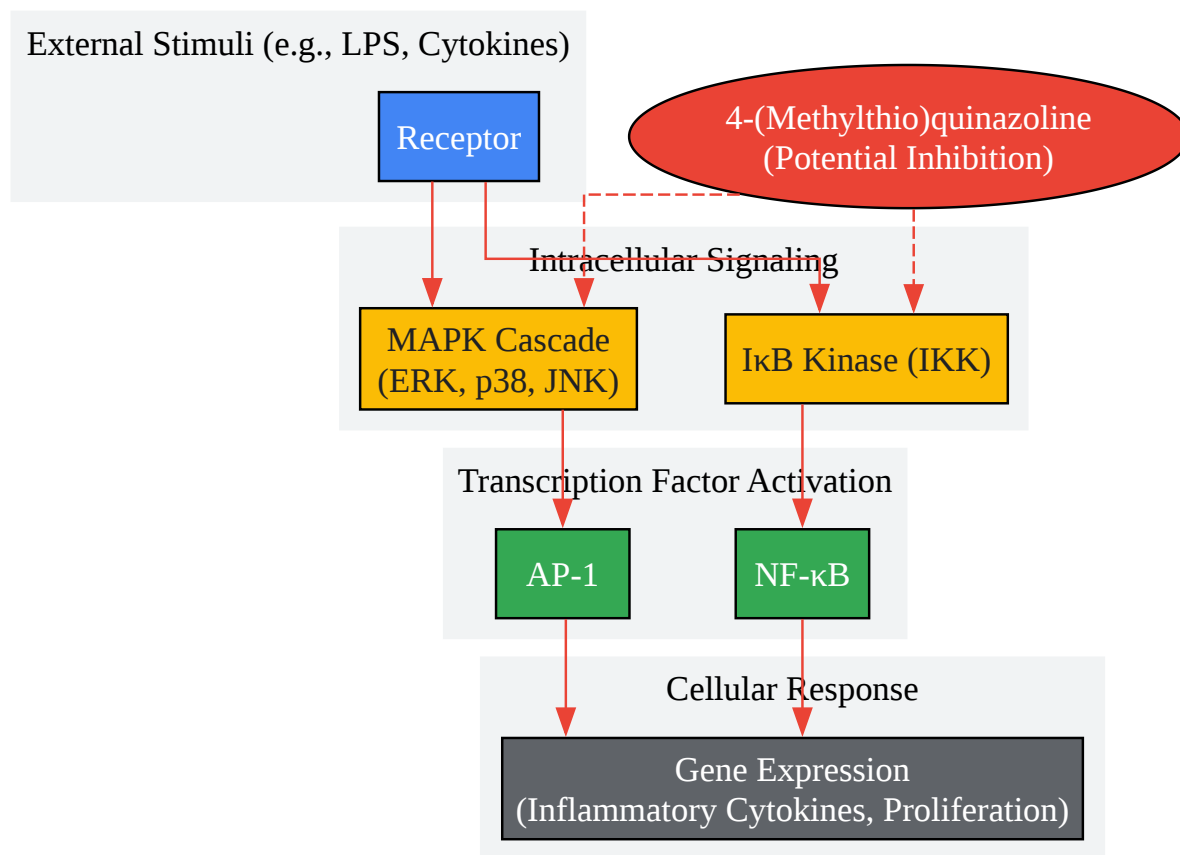 External Stimuli (e.g., LPS, Cytokines)
Receptor
4-(Methylthio)quinazoline
(Potential Inhibition)
Intracellular Signaling
MAPK Cascade
(ERK, p38, JNK)
IκB Kinase (IKK)
Transcription Factor Activation
AP-1
NF-κB
Cellular Response
Gene Expression
(Inflammatory Cytokines, Proliferation)